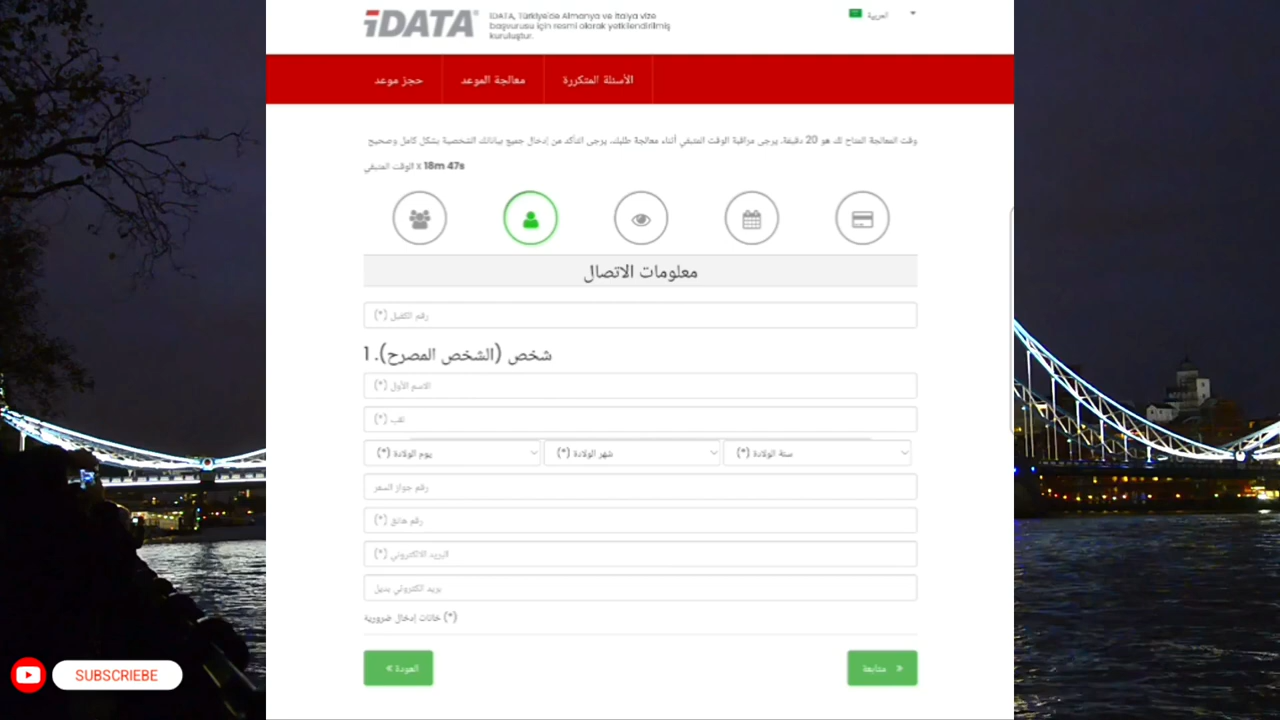 iDATA®
iDATA, Türkiye'de Almanya ve İtalya vize
başvurusu için resmi olarak yetkilendirilmiş
kuruluştur.
العربية
حجز موعد
معالجة الموعد
الأسئلة المتكررة
وقت المعالجة المتاح لك هو 20 دقيقة، يرجى مراقبة الوقت المتبقي أثناء معالجة طلبك، يرجى التأكد من إدخال جميع بياناتك الشخصية بشكل كامل وصحيح
الوقت المتبقي x 18m 47s
معلومات الاتصال
رقم الكفيل (*)
1 .شخص (الشخص المصرح)
الاسم الأول (*)
لقب (*)
يوم الولادة (*)
شهر الولادة (*)
سنة الولادة (*)
رقم جواز السفر
رقم هاتق (*)
البريد الالكتروني (*)
بريد الكتروني بديل
(*) خانات إدخال ضرورية
العودة »
متابعة »
SUBSCRIEBE